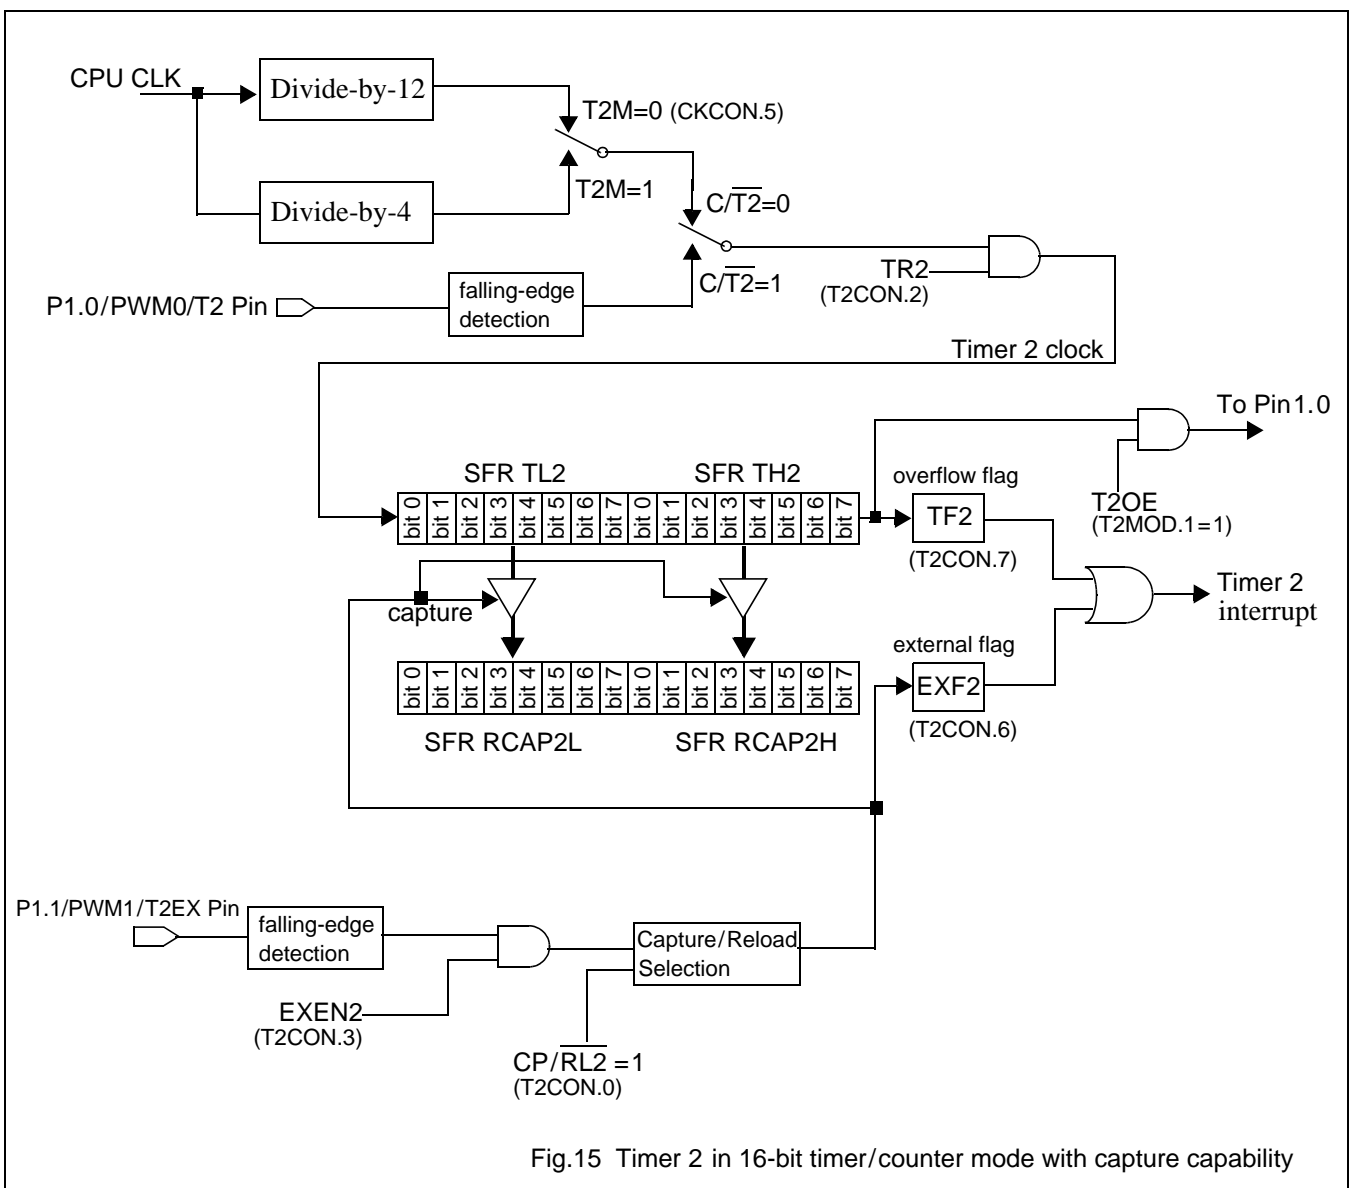 CPU CLK
Divide-by-12
T2M=0 (CKCON.5)
T2M=1
Divide-by-4
C/T2=0
C/T2=1
TR2
(T2CON.2)
P1.0/PWM0/T2 Pin
falling-edge
detection
Timer 2 clock
To Pin1.0
T2OE
(T2MOD.1=1)
SFR TL2
SFR TH2
overflow flag
bit 0 bit 1 bit 2 bit 3 bit 4 bit 5 bit 6 bit 7 bit 0 bit 1 bit 2 bit 3 bit 4 bit 5 bit 6 bit 7
TF2
(T2CON.7)
capture
Timer 2
interrupt
external flag
bit 0 bit 1 bit 2 bit 3 bit 4 bit 5 bit 6 bit 7 bit 0 bit 1 bit 2 bit 3 bit 4 bit 5 bit 6 bit 7
EXF2
(T2CON.6)
SFR RCAP2L
SFR RCAP2H
P1.1/PWM1/T2EX Pin
falling-edge
detection
Capture/Reload
Selection
EXEN2
(T2CON.3)
CP/RL2 =1
(T2CON.0)
Fig.15 Timer 2 in 16-bit timer/counter mode with capture capability